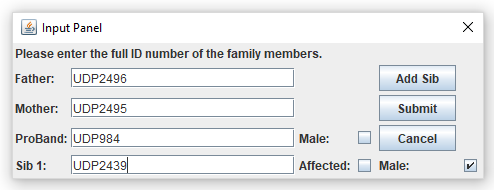 Input Panel
Please enter the full ID number of the family members.
Father: UDP2496 Add Sib
Mother: UDP2495 Submit
ProBand: UDP984 Male: Cancel
Sib 1: UDP2439 Affected: Male: